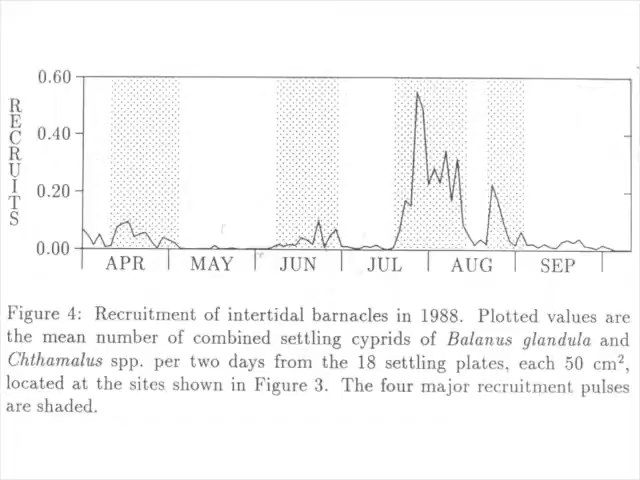 RECRUITS
0.60
0.40
0.20
0.00
APR MAY JUN JUL AUG SEP
Figure 4: Recruitment of intertidal barnacles in 1988. Plotted values are
the mean number of combined settling cyprids of Balanus glandula and
Chthamalus spp. per two days from the 18 settling plates, each 50 cm², 
located at the sites shown in Figure 3. The four major recruitment pulses
are shaded.